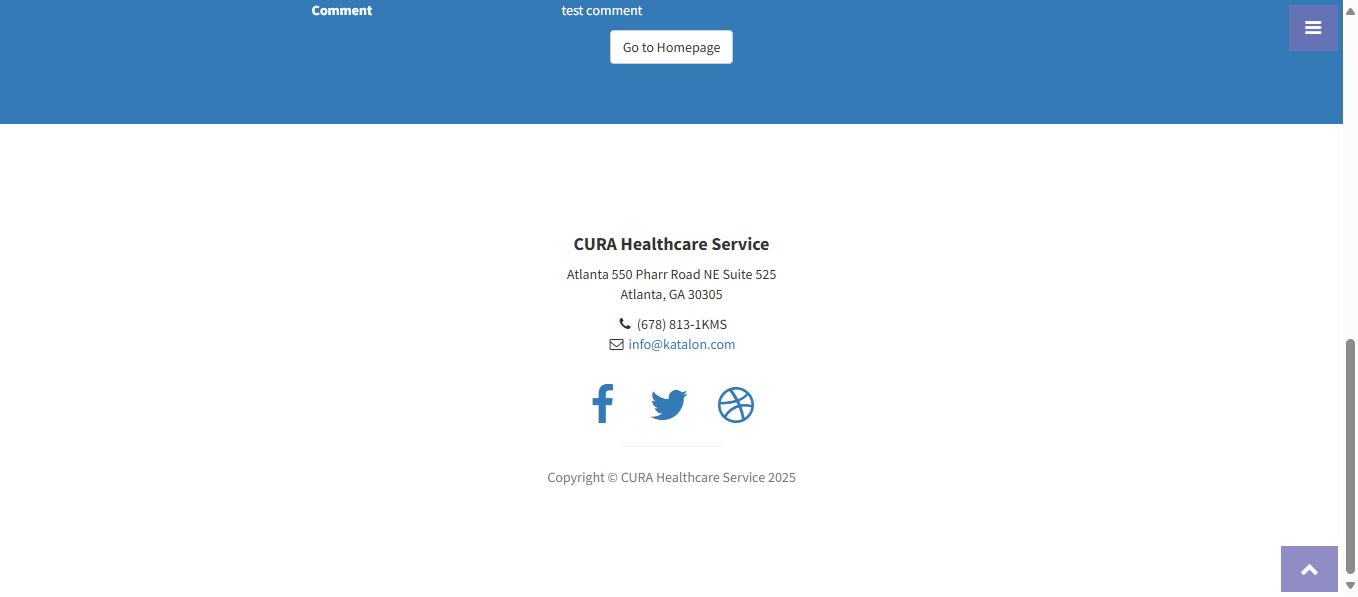 Comment test comment
Go to Homepage
CURA Healthcare Service
Atlanta 550 Pharr Road NE Suite 525
Atlanta, GA 30305
(678) 813-1KMS
info@katalon.com
Copyright © CURA Healthcare Service 2025